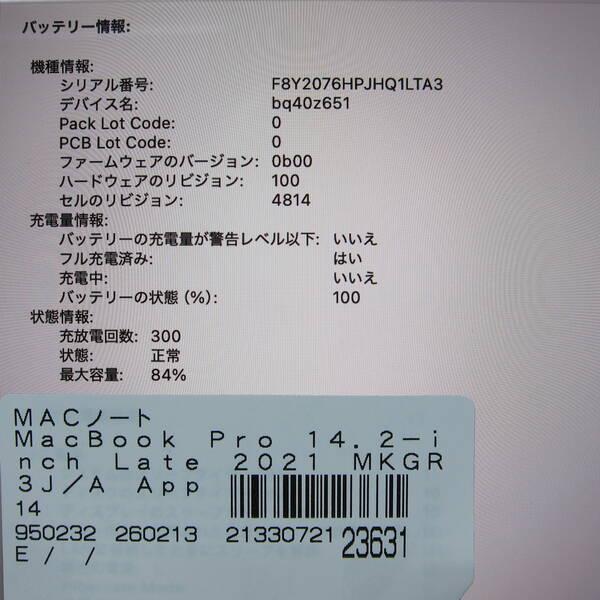 バッテリー情報:
機種情報:
シリアル番号: F8Y2076HPJHQ1LTA3
デバイス名: bq40z651
Pack Lot Code: 0
PCB Lot Code: 0
ファームウェアのバージョン: 0b00
ハードウェアのリビジョン: 100
セルのリビジョン: 4814
充電量情報:
バッテリーの充電量が警告レベル以下: いいえ
フル充電済み: はい
充電中: いいえ
バッテリーの状態 (%): 100
状態情報:
充放電回数: 300
状態: 正常
最大容量: 84%
MACノート
MacBook Pro 14.2-i
nch Late 2021 MKGR
3J/A App
14
950232 260213 21330721 23631
E / /